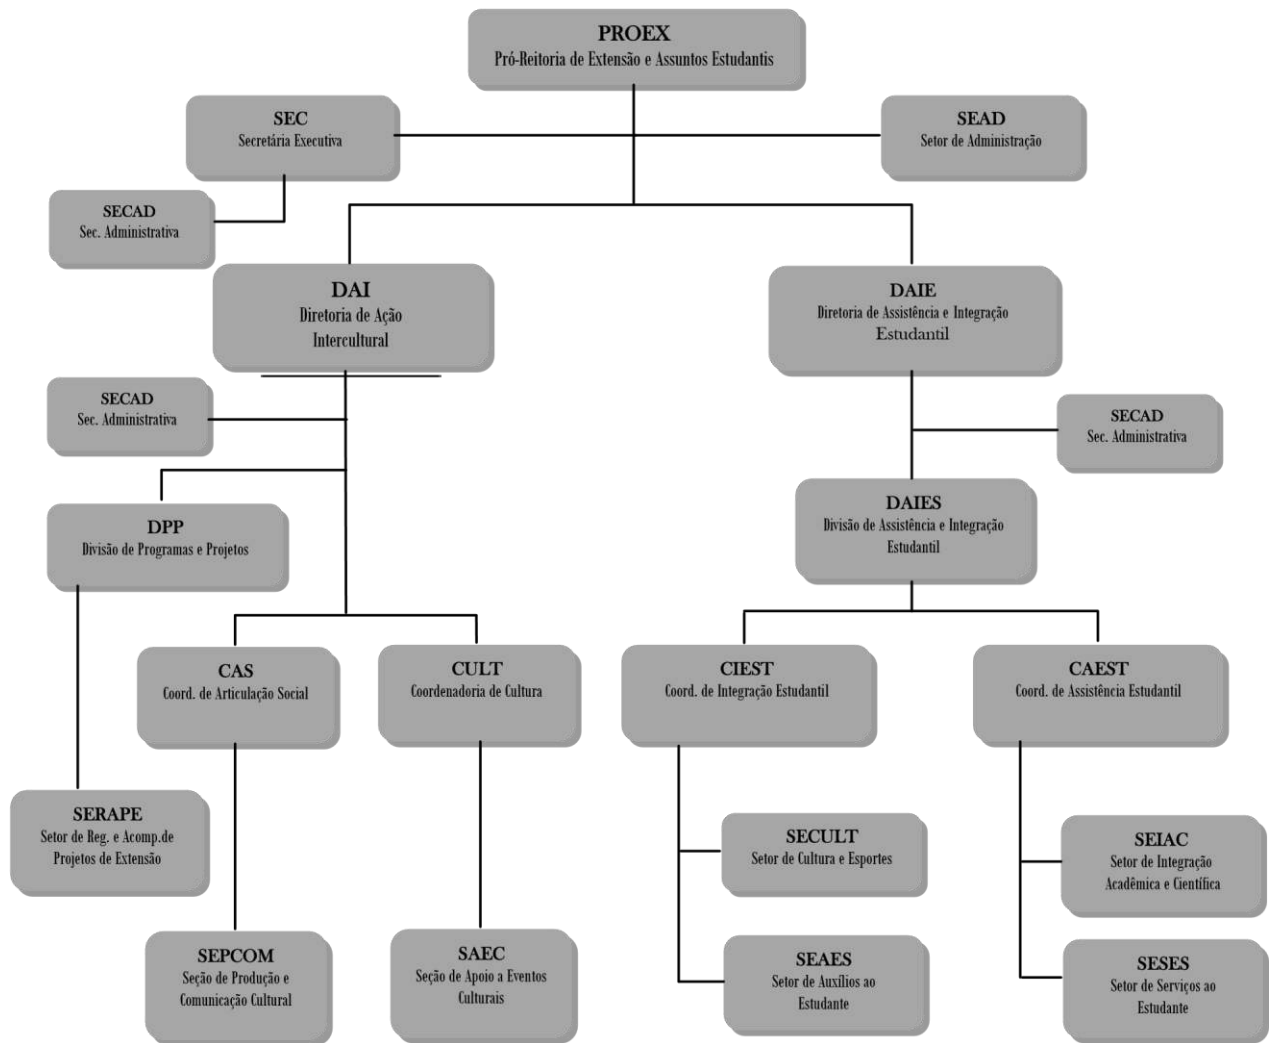 PROEX
Pró-Reitoria de Extensão e Assuntos Estudantis
SEC
Secretária Executiva
SEAD
Setor de Administração
SECAD
Sec. Administrativa
DAI
Diretoria de Ação
Intercultural
DAIE
Diretoria de Assistência e Integração
Estudantil
SECAD
Sec. Administrativa
SECAD
Sec. Administrativa
DPP
Divisão de Programas e Projetos
DAIES
Divisão de Assistência e Integração
Estudantil
CAS
Coord. de Articulação Social
CULT
Coordenadoria de Cultura
CIEST
Coord. de Integração Estudantil
CAEST
Coord. de Assistência Estudantil
SERAPE
Setor de Reg. e Acomp.de
Projetos de Extensão
SECULT
Setor de Cultura e Esportes
SEIAC
Setor de Integração
Acadêmica e Científica
SEPCOM
Seção de Produção e
Comunicação Cultural
SAEC
Seção de Apoio a Eventos
Culturais
SEAES
Setor de Auxílios ao
Estudante
SESES
Setor de Serviços ao
Estudante